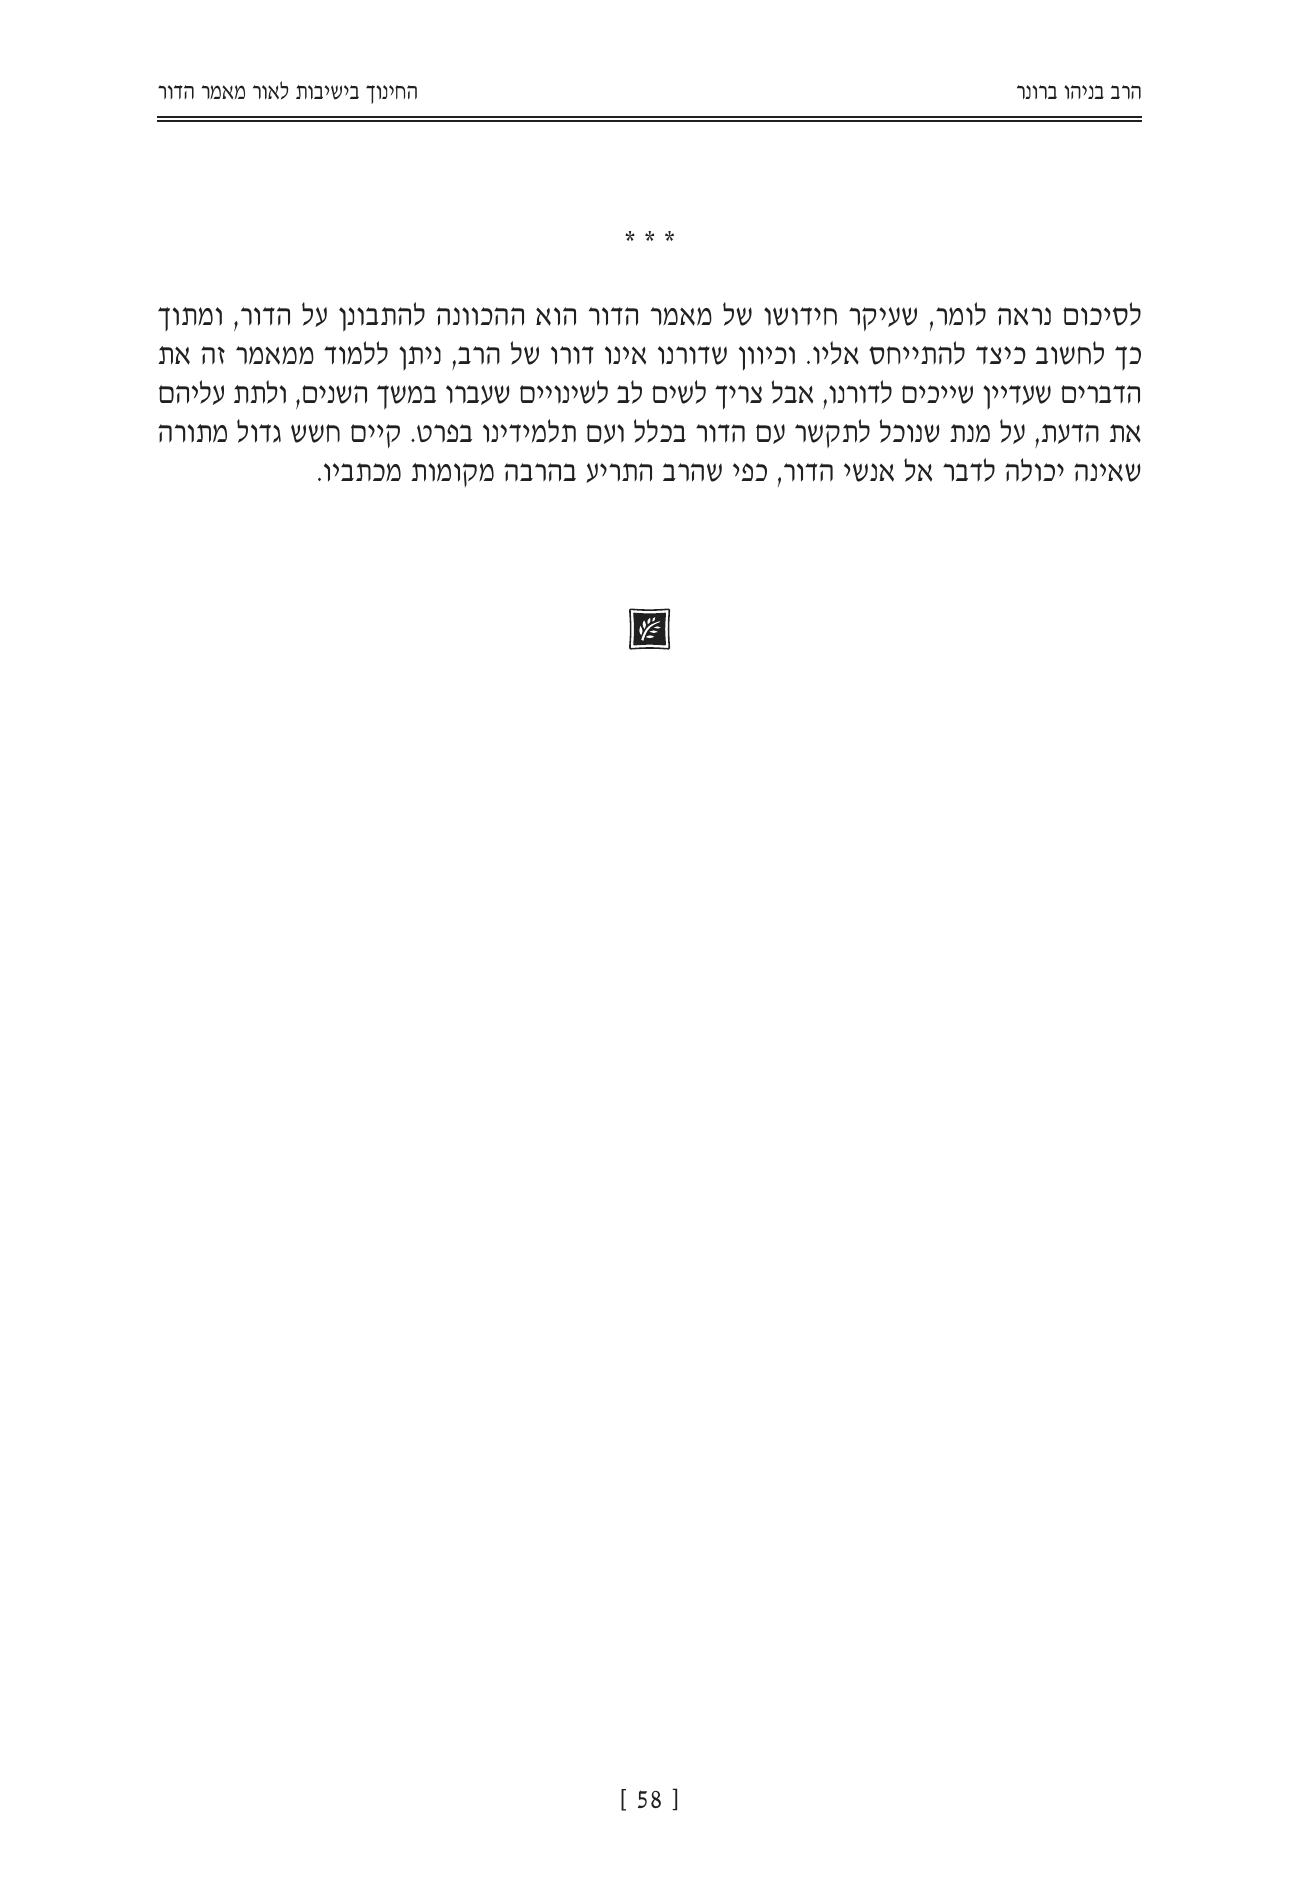 הרב בניהו ברונר
החינוך בישיבות לאור מאמר הדור
* * *
לסיכום נראה לומר, שעיקר חידושו של מאמר הדור הוא ההכוונה להתבונן על הדור, ומתוך
כך לחשוב כיצד להתייחס אליו. וכיוון שדורנו אינו דורו של הרב, ניתן ללמוד ממאמר זה את
הדברים שעדיין שייכים לדורנו, אבל צריך לשים לב לשינויים שעברו במשך השנים, ולתת עליהם
את הדעת, על מנת שנוכל לתקשר עם הדור בכלל ועם תלמידינו בפרט. קיים חשש גדול מתורה
שאינה יכולה לדבר אל אנשי הדור, כפי שהרב התריע בהרבה מקומות מכתביו.
[ 58 ]